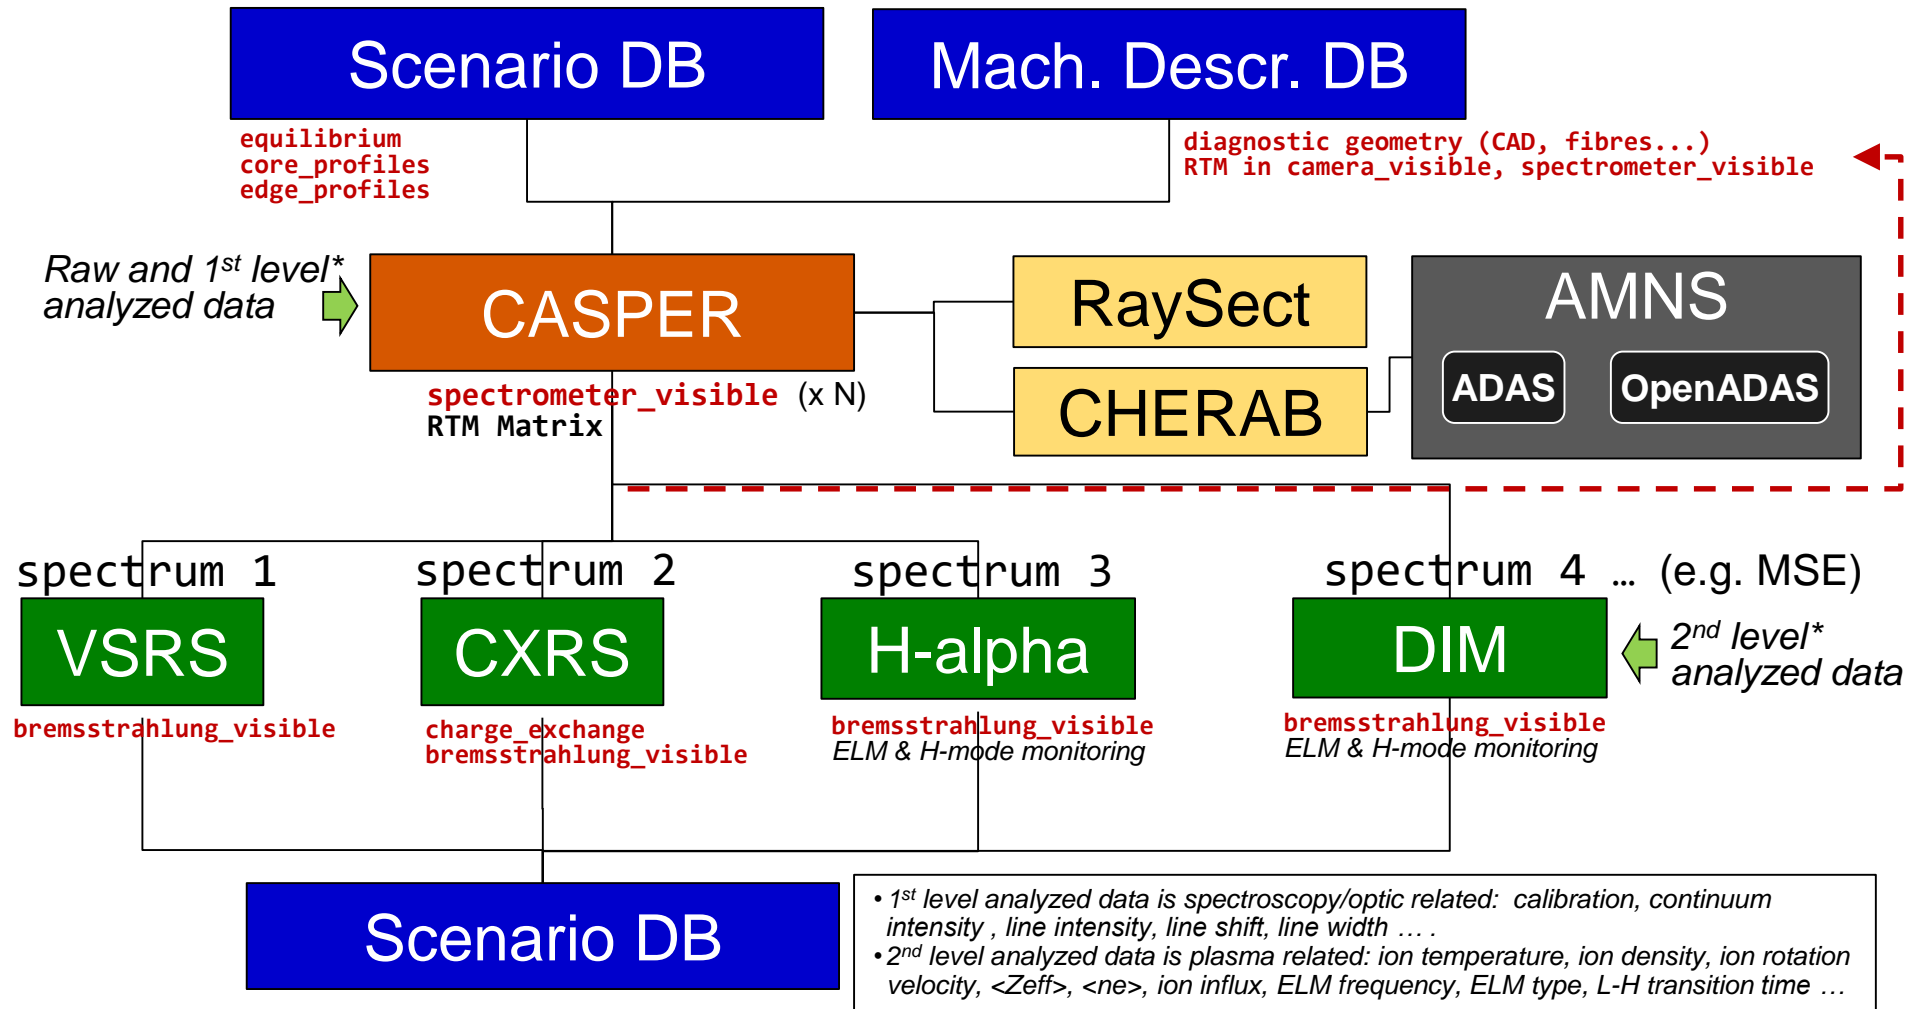 Scenario DB
Mach. Descr. DB
equilibrium
core_profiles
edge_profiles
diagnostic geometry (CAD, fibres...)
RTM in camera_visible, spectrometer_visible
Raw and 1st level*
analyzed data
CASPER
RaySect
CHERAB
AMNS
ADAS
OpenADAS
spectrometer_visible (x N)
RTM Matrix
spectrum 1
spectrum 2
spectrum 3
spectrum 4 … (e.g. MSE)
VSRS
CXRS
H-alpha
DIM
2nd level*
analyzed data
bremsstrahlung_visible
charge_exchange
bremsstrahlung_visible
bremsstrahlung_visible
ELM & H-mode monitoring
bremsstrahlung_visible
ELM & H-mode monitoring
Scenario DB
• 1st level analyzed data is spectroscopy/optic related: calibration, continuum
intensity , line intensity, line shift, line width … .
• 2nd level analyzed data is plasma related: ion temperature, ion density, ion rotation
velocity, <Zeff>, <ne>, ion influx, ELM frequency, ELM type, L-H transition time …